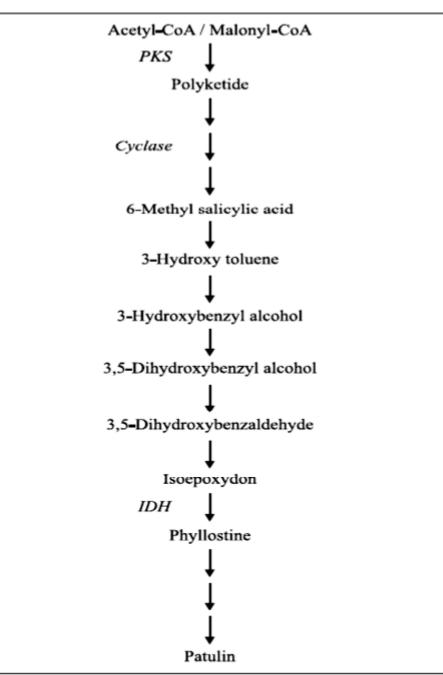 Acetyl-CoA / Malonyl-CoA
PKS
Polyketide
Cyclase
6-Methyl salicylic acid
3-Hydroxy toluene
3-Hydroxybenzyl alcohol
3,5-Dihydroxybenzyl alcohol
3,5-Dihydroxybenzaldehyde
Isoepoxydon
IDH
Phyllostine
Patulin